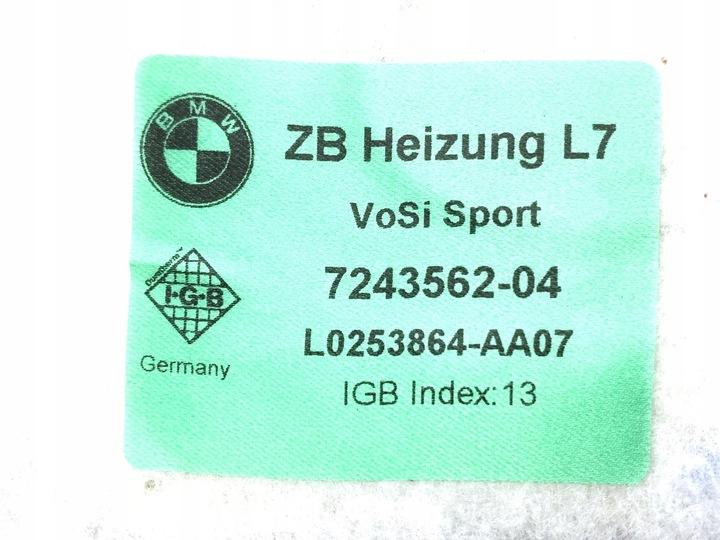 BMW
ZB Heizung L7
VoSi Sport
7243562-04
I-G-B
L0253864-AA07
Germany
IGB Index:13